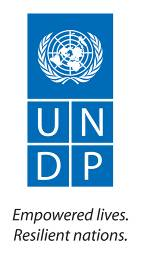 U N
D P
Empowered lives.
Resilient nations.